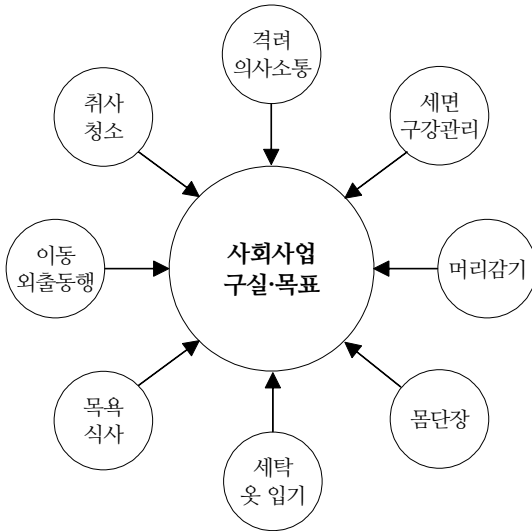 격려
의사소통
세면
구강관리
머리감기
몸단장
세탁
옷 입기
목욕
식사
이동
외출동행
취사
청소
사회사업
구실·목표